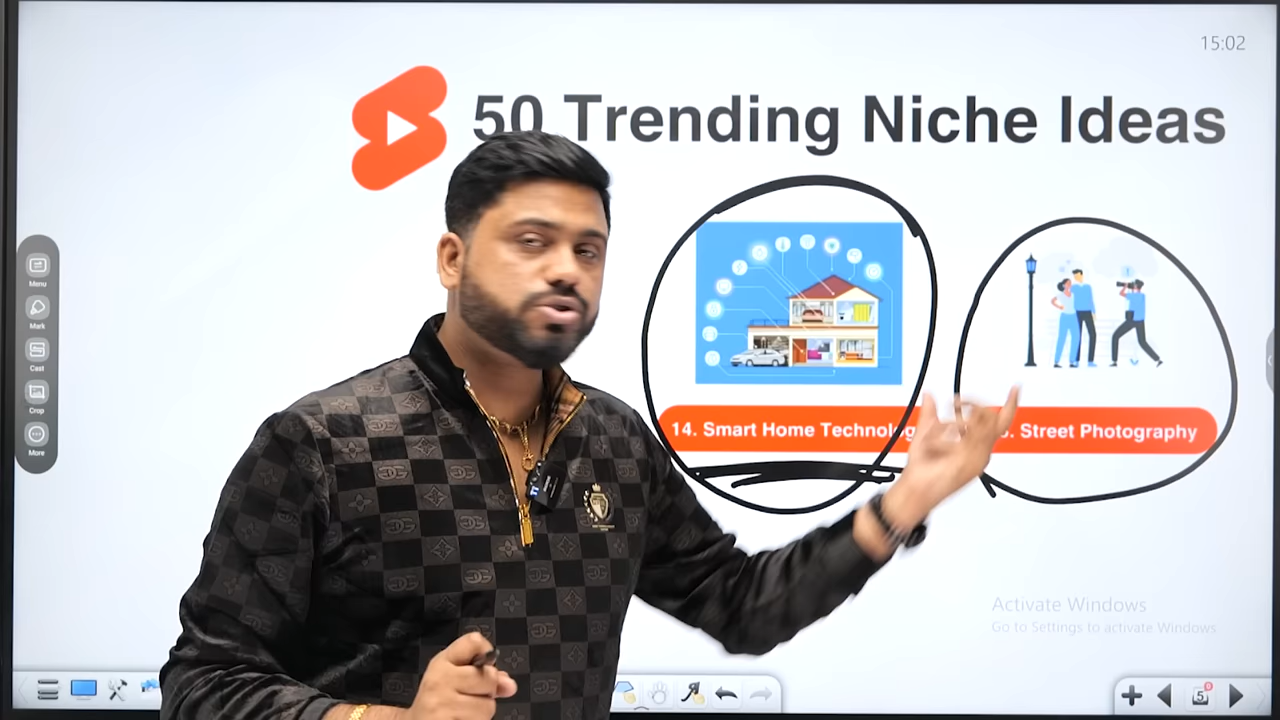 15:02
50 Trending Niche Ideas
14. Smart Home
Street Photography
Activate Windows
Go to Settings to activate Windows
Menu
Mark
Cast
Crop
More
5